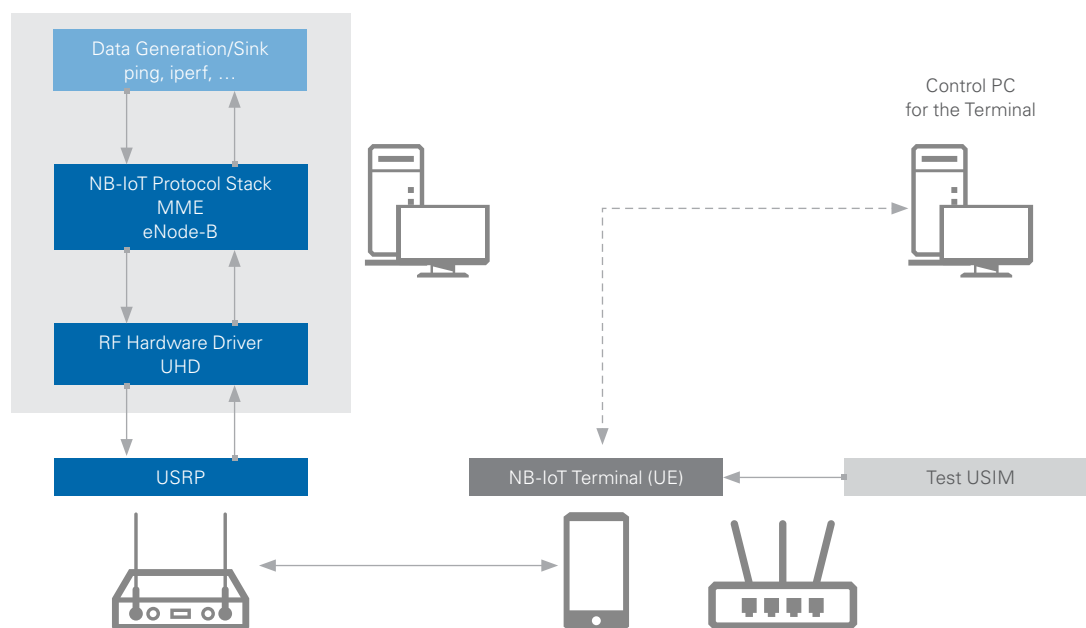 Data Generation/Sink
ping, iperf, …
Control PC
for the Terminal
NB-IoT Protocol Stack
MME
eNode-B
RF Hardware Driver
UHD
USRP
NB-IoT Terminal (UE)
Test USIM